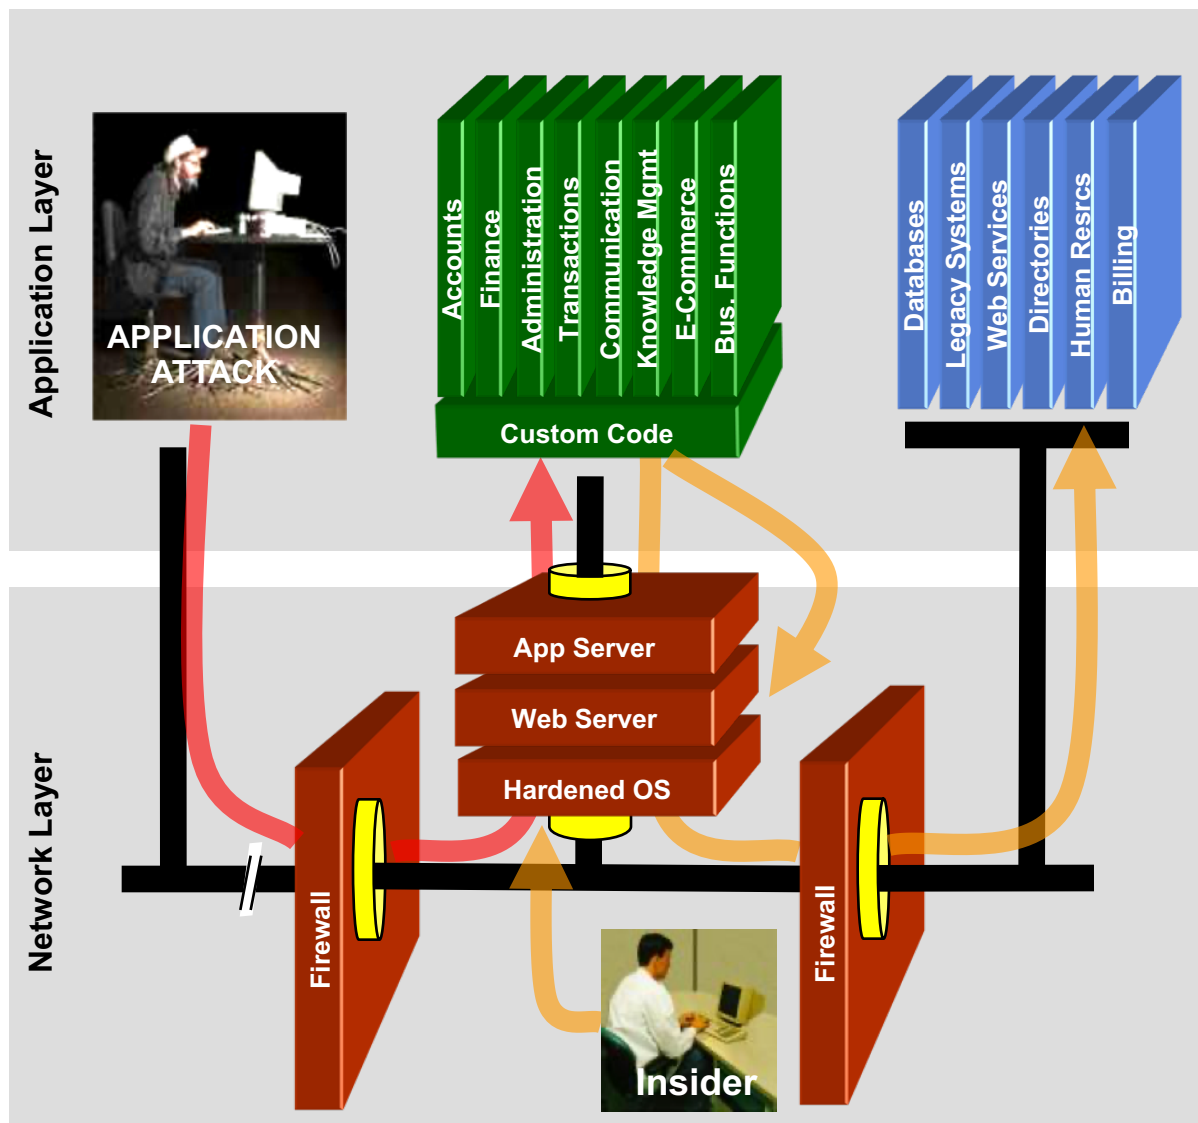 Application Layer
APPLICATION
ATTACK
Accounts
Finance
Administration
Transactions
Communication
Knowledge Mgmt
E-Commerce
Bus. Functions
Custom Code
Databases
Legacy Systems
Web Services
Directories
Human Resrcs
Billing
Network Layer
App Server
Web Server
Hardened OS
Firewall
Firewall
Insider